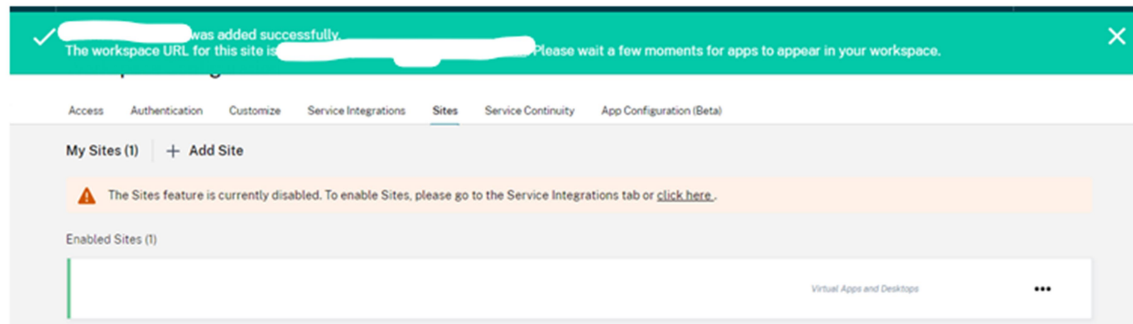 was added successfully.
The workspace URL for this site is Please wait a few moments for apps to appear in your workspace.
Access Authentication Customize Service Integrations Sites Service Continuity App Configuration (Beta)
My Sites (1) + Add Site
The Sites feature is currently disabled. To enable Sites, please go to the Service Integrations tab or click here .
Enabled Sites (1)
Virtual Apps and Desktops